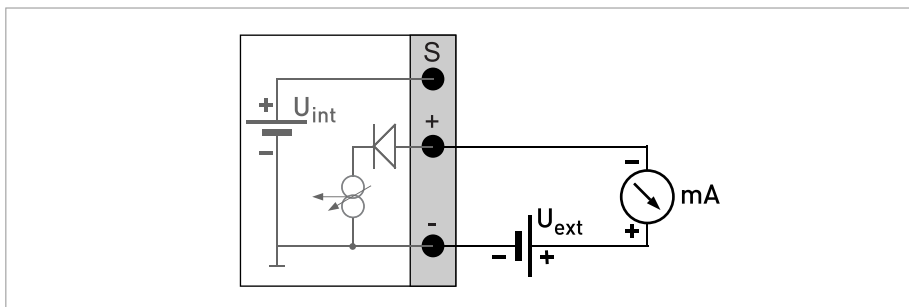 S
+
U_int
+
-
-
mA
-
U_ext
+
-
+